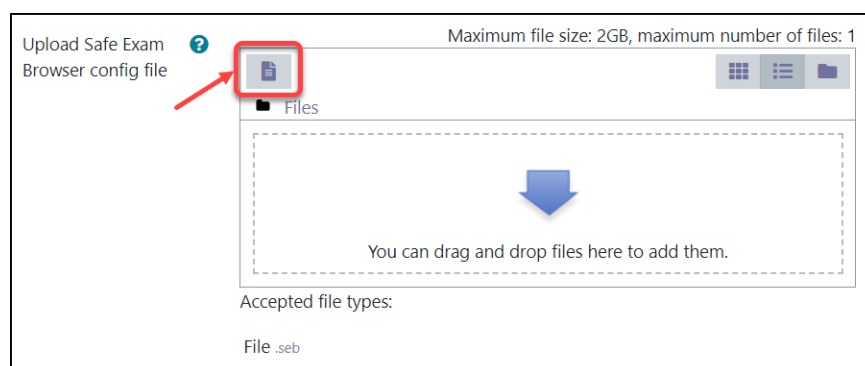 Upload Safe Exam
Browser config file
?
Maximum file size: 2GB, maximum number of files: 1
Files
You can drag and drop files here to add them.
Accepted file types:
File .seb